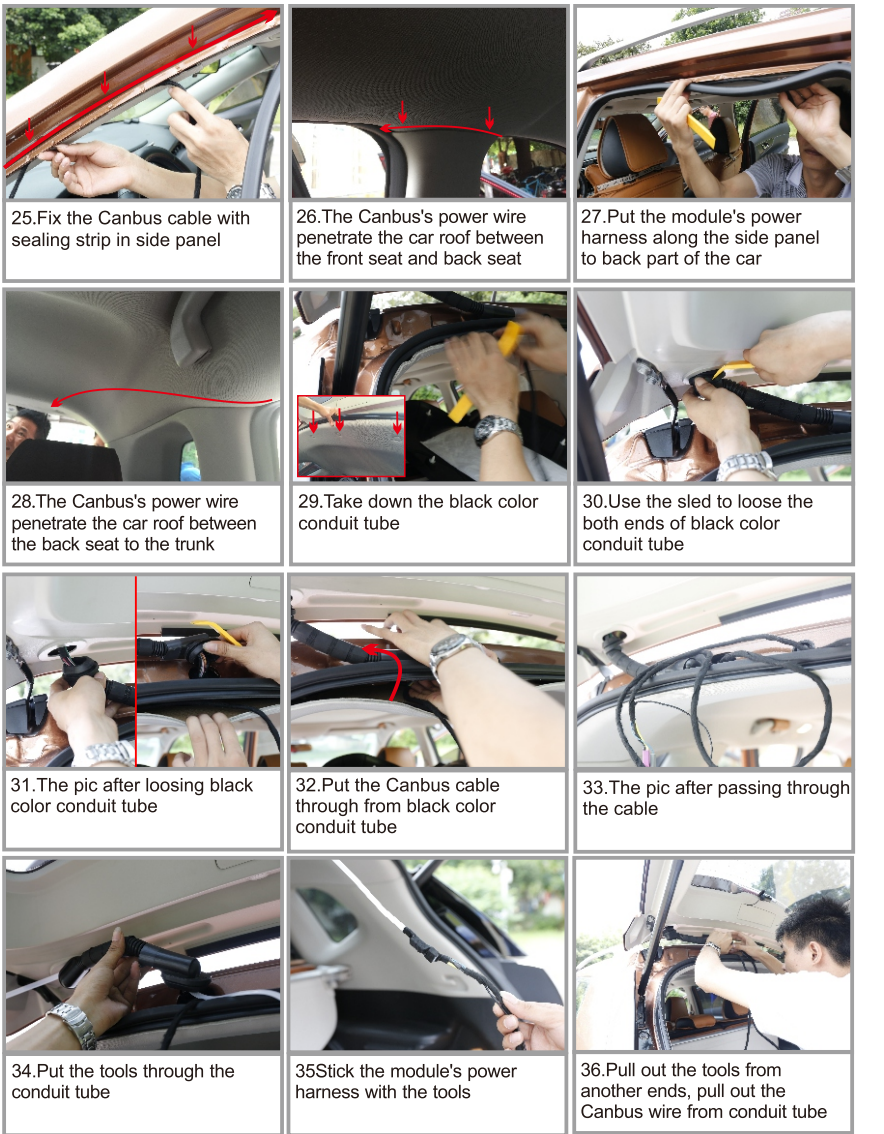 25.Fix the Canbus cable with
sealing strip in side panel
26.The Canbus's power wire
penetrate the car roof between
the front seat and back seat
27.Put the module's power
harness along the side panel
to back part of the car
28.The Canbus's power wire
penetrate the car roof between
the back seat to the trunk
29.Take down the black color
conduit tube
30.Use the sled to loose the
both ends of black color
conduit tube
31.The pic after loosing black
color conduit tube
32.Put the Canbus cable
through from black color
conduit tube
33.The pic after passing through
the cable
34.Put the tools through the
conduit tube
35Stick the module's power
harness with the tools
36.Pull out the tools from
another ends, pull out the
Canbus wire from conduit tube